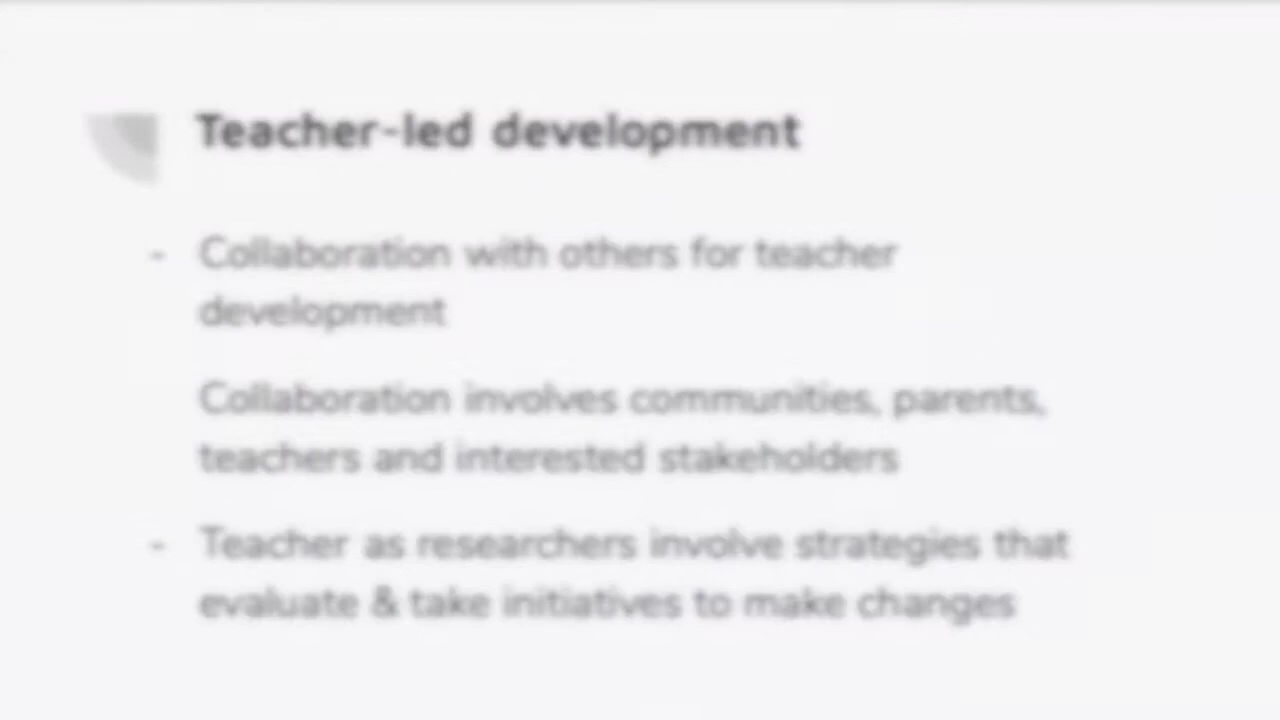 Teacher-led development
- Collaboration with others for teacher
development
Collaboration involves communities, parents,
teachers and interested stakeholders
- Teacher as researchers involve strategies that
evaluate & take initiatives to make changes